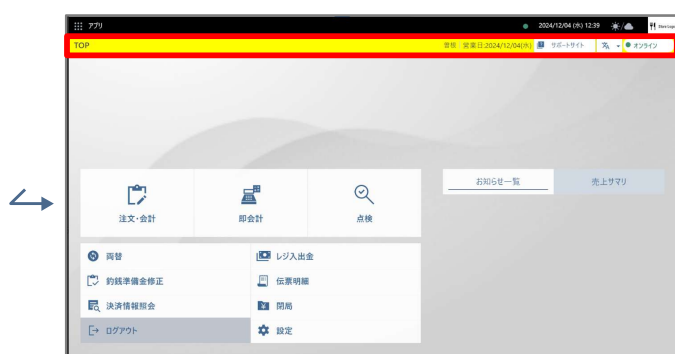 アプリ 2024/12/04 (水) 12:39
TOP 営業日:2024/12/04(水) サポートサイト オンライン
お知らせ一覧 売上サマリ
注文・会計 即会計 点検
両替 レジ入出金
釣銭準備金修正 伝票明細
決済情報照会 閉局
ログアウト 設定